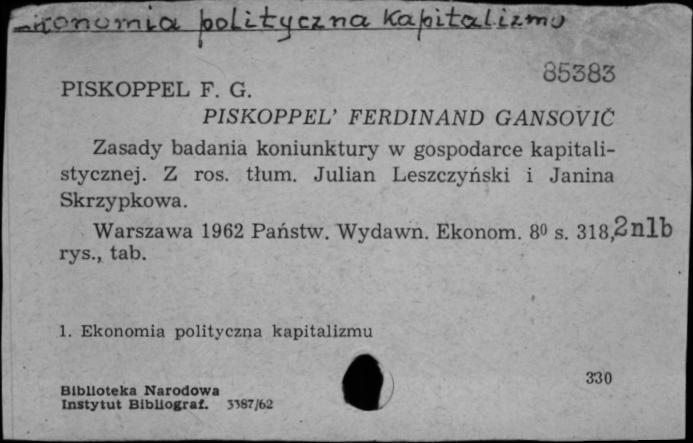 Ekonomia polityczna kapitalizmu
85383
PISKOPPEL F. G.
PISKOPPEL' FERDINAND GANSOVIČ
Zasady badania koniunktury w gospodarce kapitali-
stycznej. Z ros. tłum. Julian Leszczyński i Janina
Skrzypkowa.
Warszawa 1962 Państw. Wydawn. Ekonom. 8⁰ s. 318, 2nlb
rys., tab.
1. Ekonomia polityczna kapitalizmu
330
Biblioteka Narodowa
Instytut Bibliograf. 3387/62